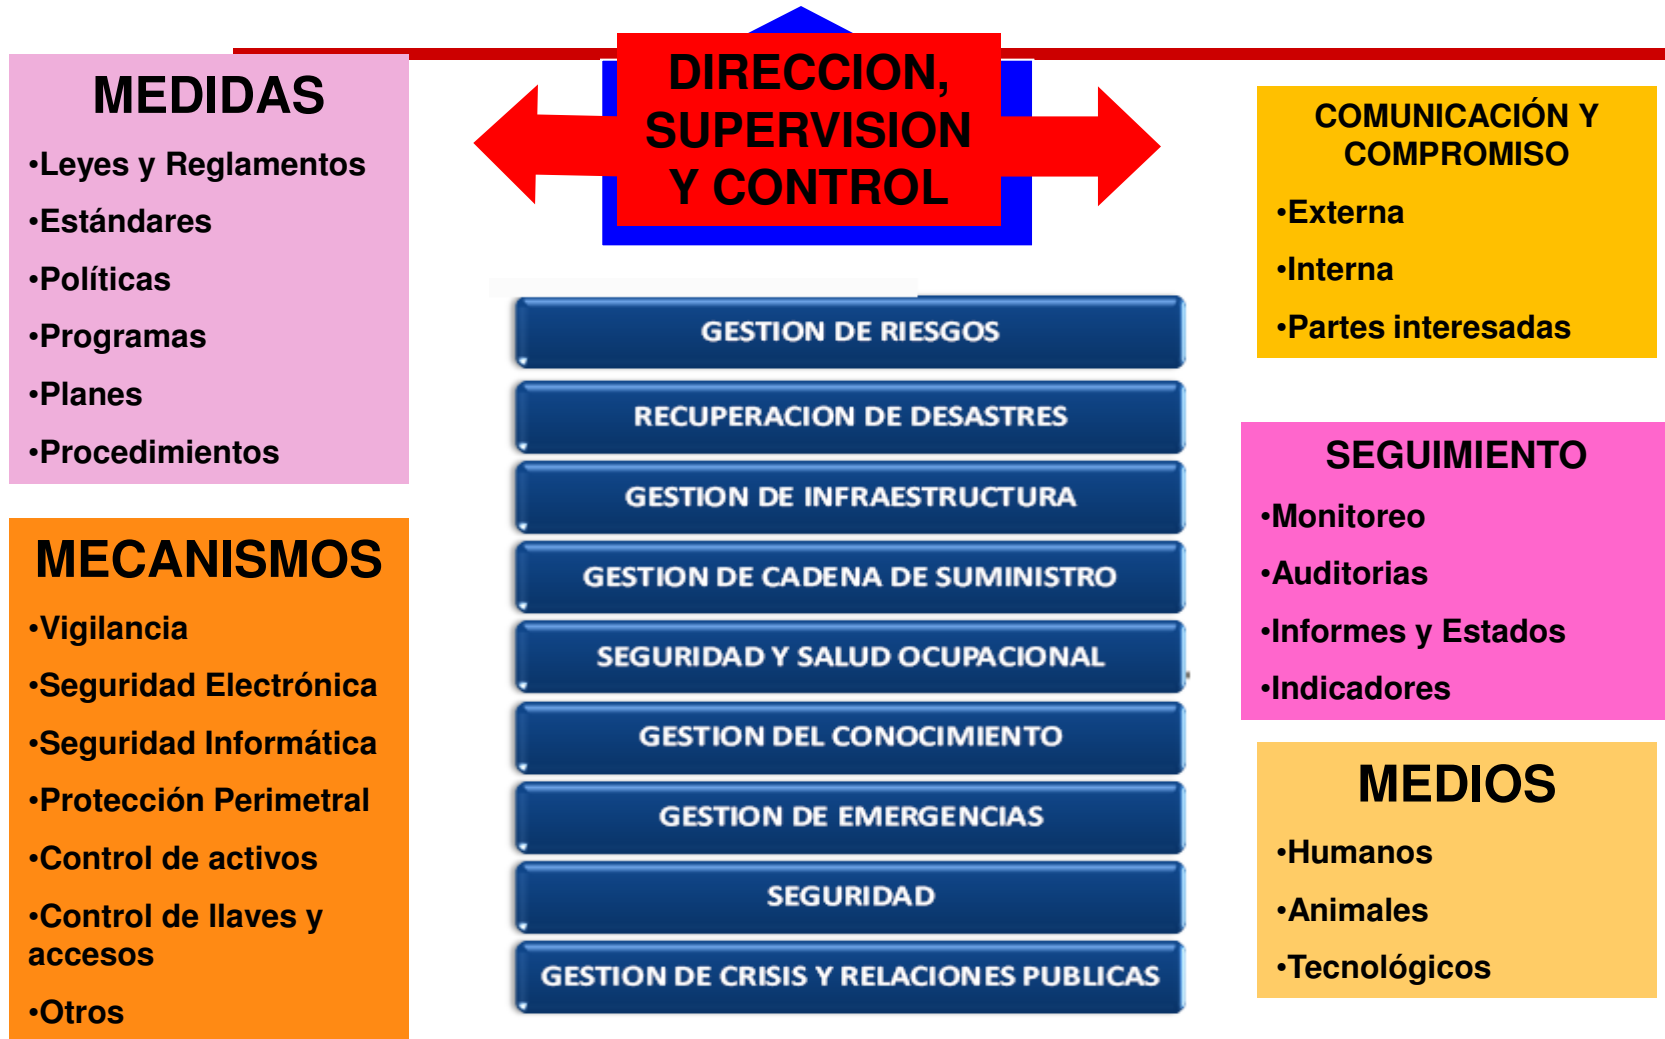 MEDIDAS
•Leyes y Reglamentos
•Estándares
•Políticas
•Programas
•Planes
•Procedimientos
MECANISMOS
•Vigilancia
•Seguridad Electrónica
•Seguridad Informática
•Protección Perimetral
•Control de activos
•Control de llaves y
accesos
•Otros
DIRECCION,
SUPERVISION
Y CONTROL
GESTION DE RIESGOS
RECUPERACION DE DESASTRES
GESTION DE INFRAESTRUCTURA
GESTION DE CADENA DE SUMINISTRO
SEGURIDAD Y SALUD OCUPACIONAL
GESTION DEL CONOCIMIENTO
GESTION DE EMERGENCIAS
SEGURIDAD
GESTION DE CRISIS Y RELACIONES PUBLICAS
COMUNICACIÓN Y
COMPROMISO
•Externa
•Interna
•Partes interesadas
SEGUIMIENTO
•Monitoreo
•Auditorias
•Informes y Estados
•Indicadores
MEDIOS
•Humanos
•Animales
•Tecnológicos